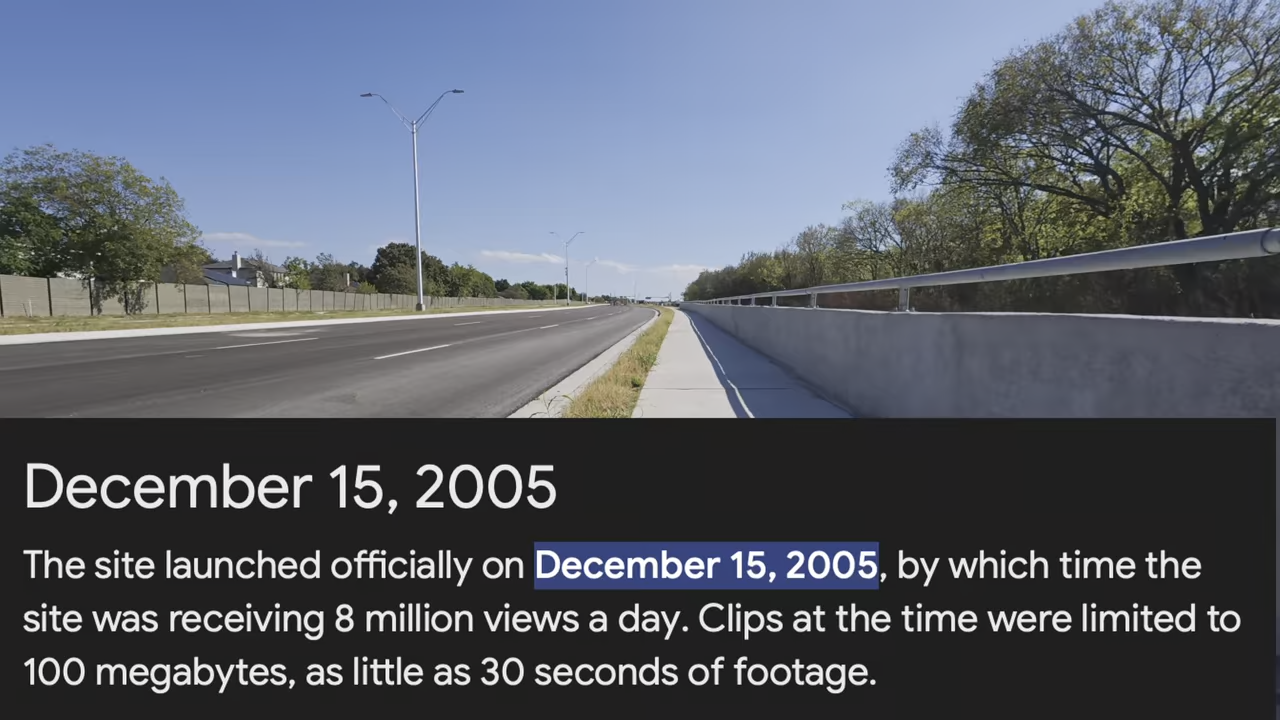 December 15, 2005
The site launched officially on December 15, 2005, by which time the
site was receiving 8 million views a day. Clips at the time were limited to
100 megabytes, as little as 30 seconds of footage.